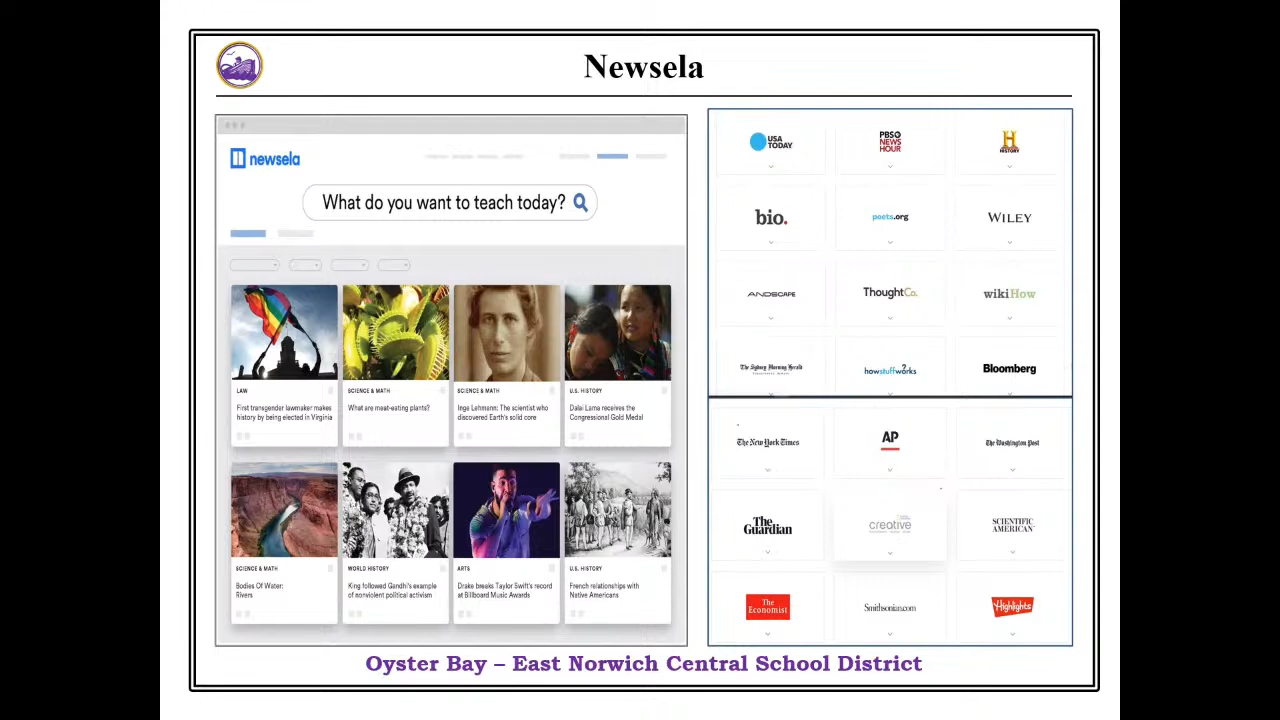 Newsela
newsela
What do you want to teach today?
LAW
First transgender lawmaker makes
history by being elected in Virginia
SCIENCE & MATH
What are meat-eating plants?
SCIENCE & MATH
Inge Lehmann: The scientist who
discovered Earth's solid core
U.S. HISTORY
Dalai Lama receives the
Congressional Gold Medal
SCIENCE & MATH
Bodies Of Water:
Rivers
WORLD HISTORY
King followed Gandhi's example
of nonviolent political activism
ARTS
Drake breaks Taylor Swift's record
at Billboard Music Awards
U.S. HISTORY
French relationships with
Native Americans
USA
TODAY
PBS
NEWS
HOUR
H
HISTORY
bio.
poets.org
WILEY
ANDSCAPE
ThoughtCo.
wikiHow
The Sydney Morning Herald
howstuffworks
Bloomberg
The New York Times
AP
The Washington Post
The
Guardian
creative
SCIENTIFIC
AMERICAN
The
Economist
Smithsonian.com
Highlights
Oyster Bay – East Norwich Central School District